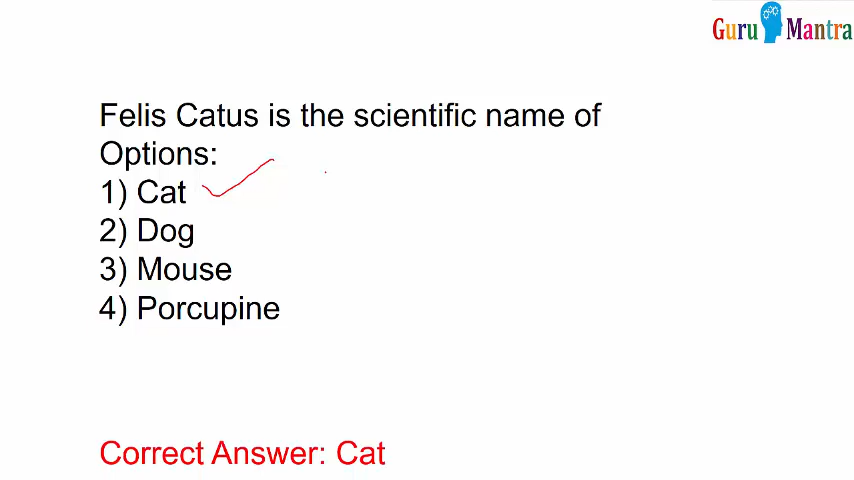 Guru Mantra
Felis Catus is the scientific name of
Options:
1) Cat
2) Dog
3) Mouse
4) Porcupine
Correct Answer: Cat